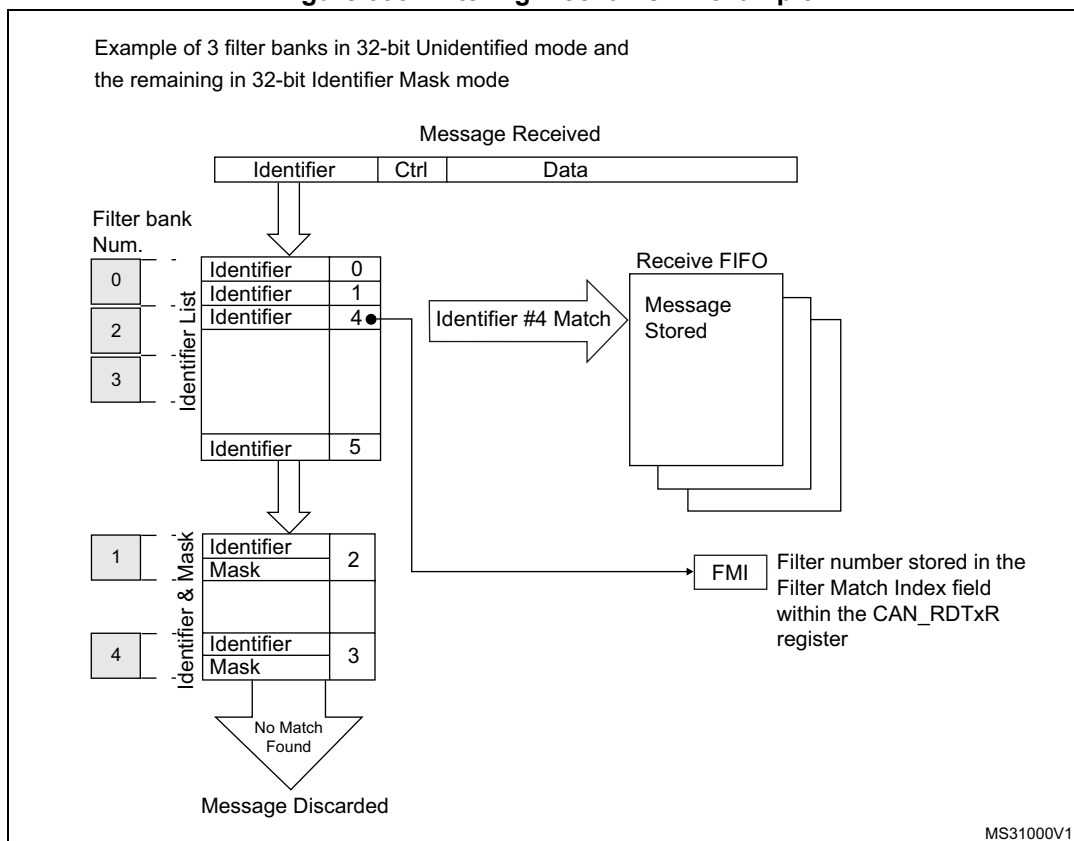 Example of 3 filter banks in 32-bit Unidentified mode and
the remaining in 32-bit Identifier Mask mode
Message Received
Identifier Ctrl Data
Filter bank
Num.
0
2
3
Identifier List
Identifier 0
Identifier 1
Identifier 4
Identifier 5
Identifier #4 Match
Receive FIFO
Message
Stored
1
4
Identifier & Mask
Identifier
Mask
2
Identifier
Mask
3
FMI
Filter number stored in the
Filter Match Index field
within the CAN_RDTxR
register
No Match
Found
Message Discarded
MS31000V1